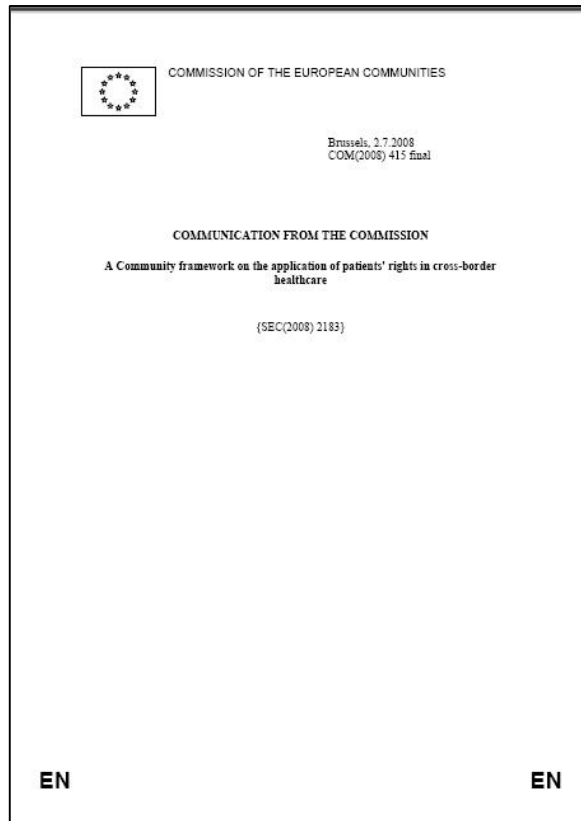 COMMISSION OF THE EUROPEAN COMMUNITIES
Brussels, 2.7.2008
COM(2008) 415 final
COMMUNICATION FROM THE COMMISSION
A Community framework on the application of patients' rights in cross-border
healthcare
{SEC(2008) 2183}
EN EN